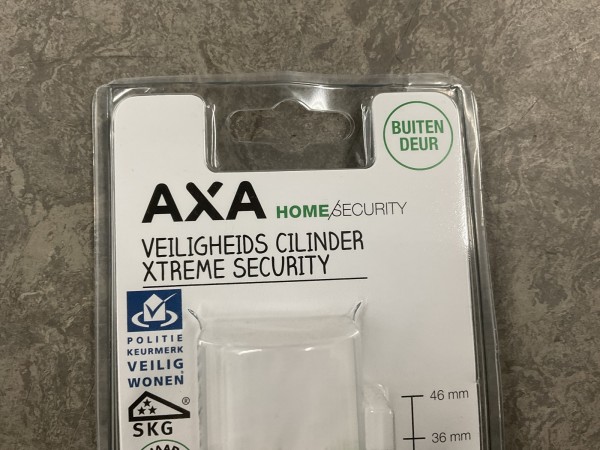 BUITEN
DEUR
AXA HOME/SECURITY
VEILIGHEIDS CILINDER
XTREME SECURITY
POLITIE
KEURMERK
VEILIG
WONEN®
SKG®
46 mm
36 mm